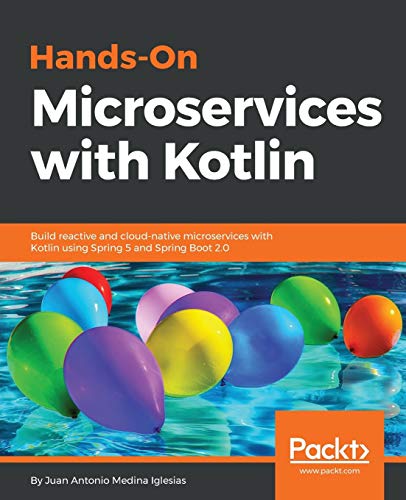 Hands-On
Microservices
with Kotlin
Build reactive and cloud-native microservices with
Kotlin using Spring 5 and Spring Boot 2.0
Packt>
www.packt.com
By Juan Antonio Medina Iglesias